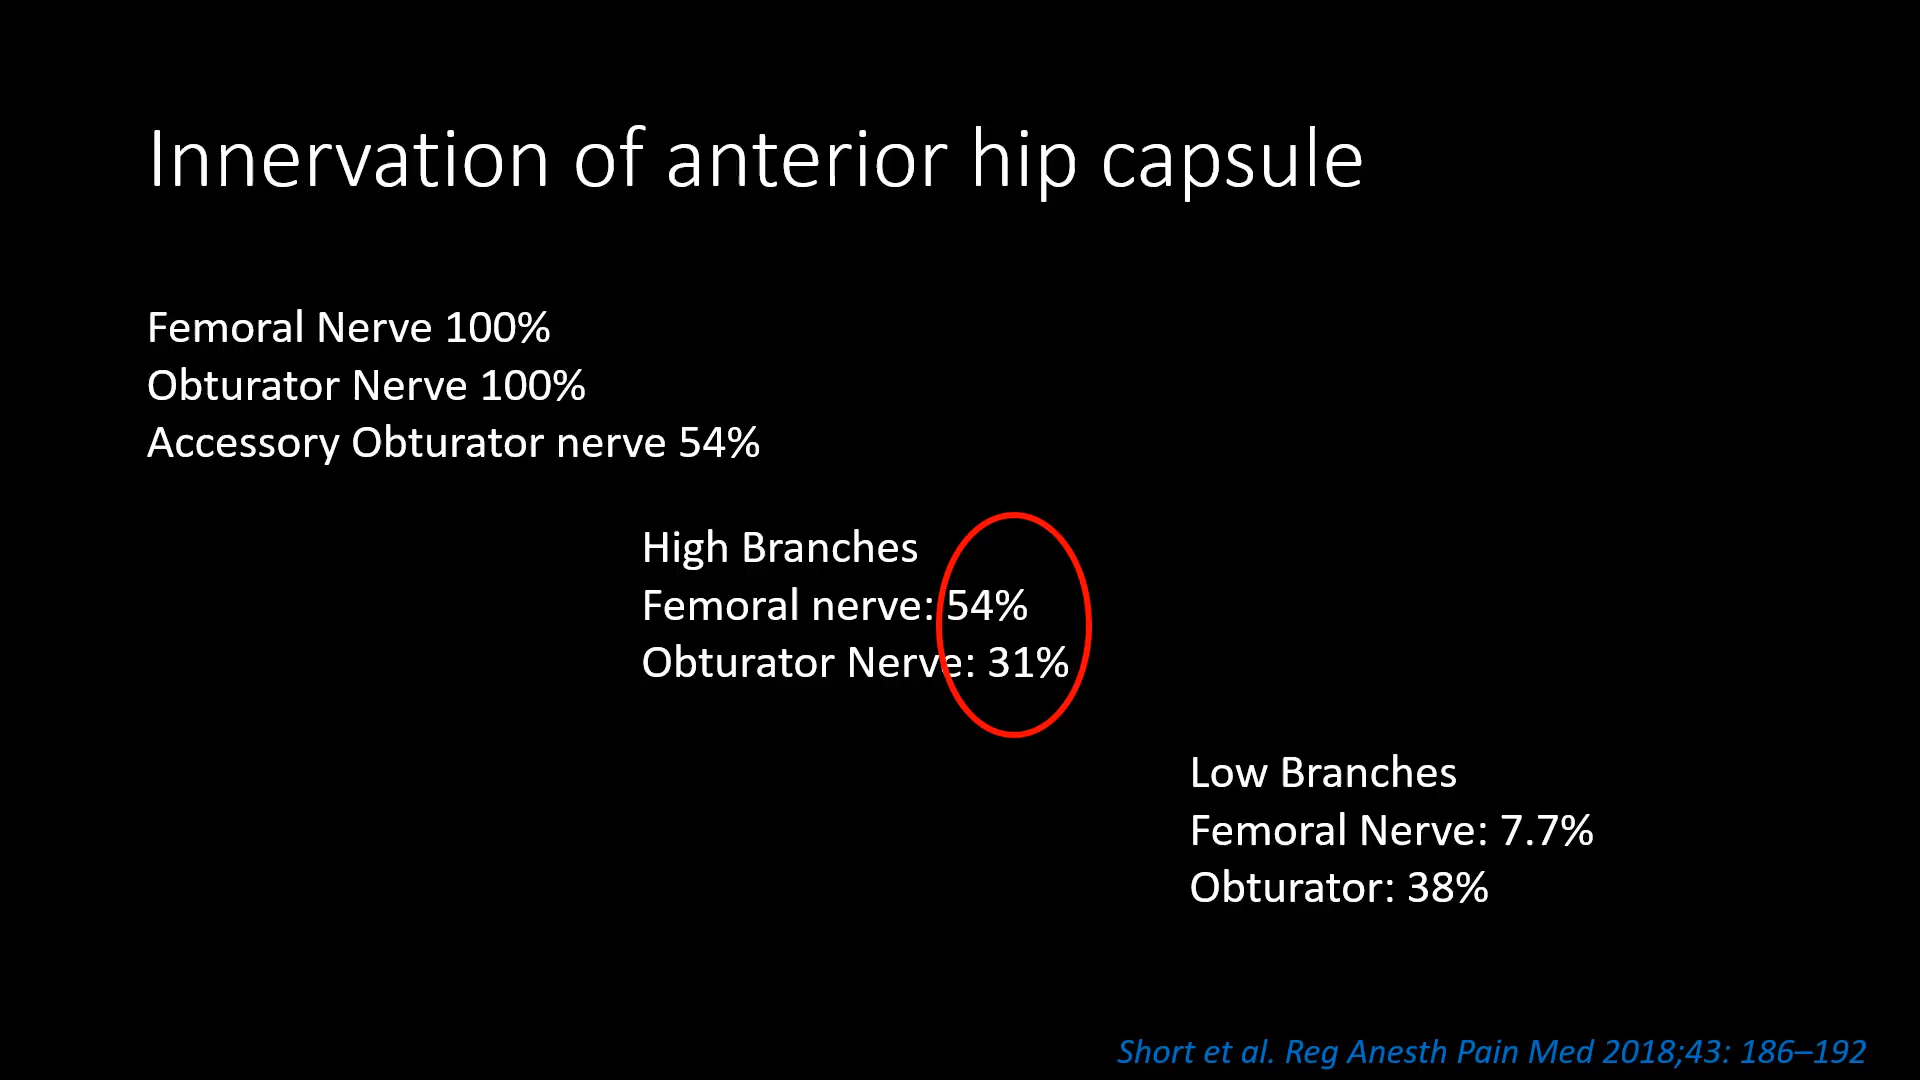 Innervation of anterior hip capsule
Femoral Nerve 100%
Obturator Nerve 100%
Accessory Obturator nerve 54%
High Branches
Femoral nerve: 54%
Obturator Nerve: 31%
Low Branches
Femoral Nerve: 7.7%
Obturator: 38%
Short et al. Reg Anesth Pain Med 2018;43: 186–192